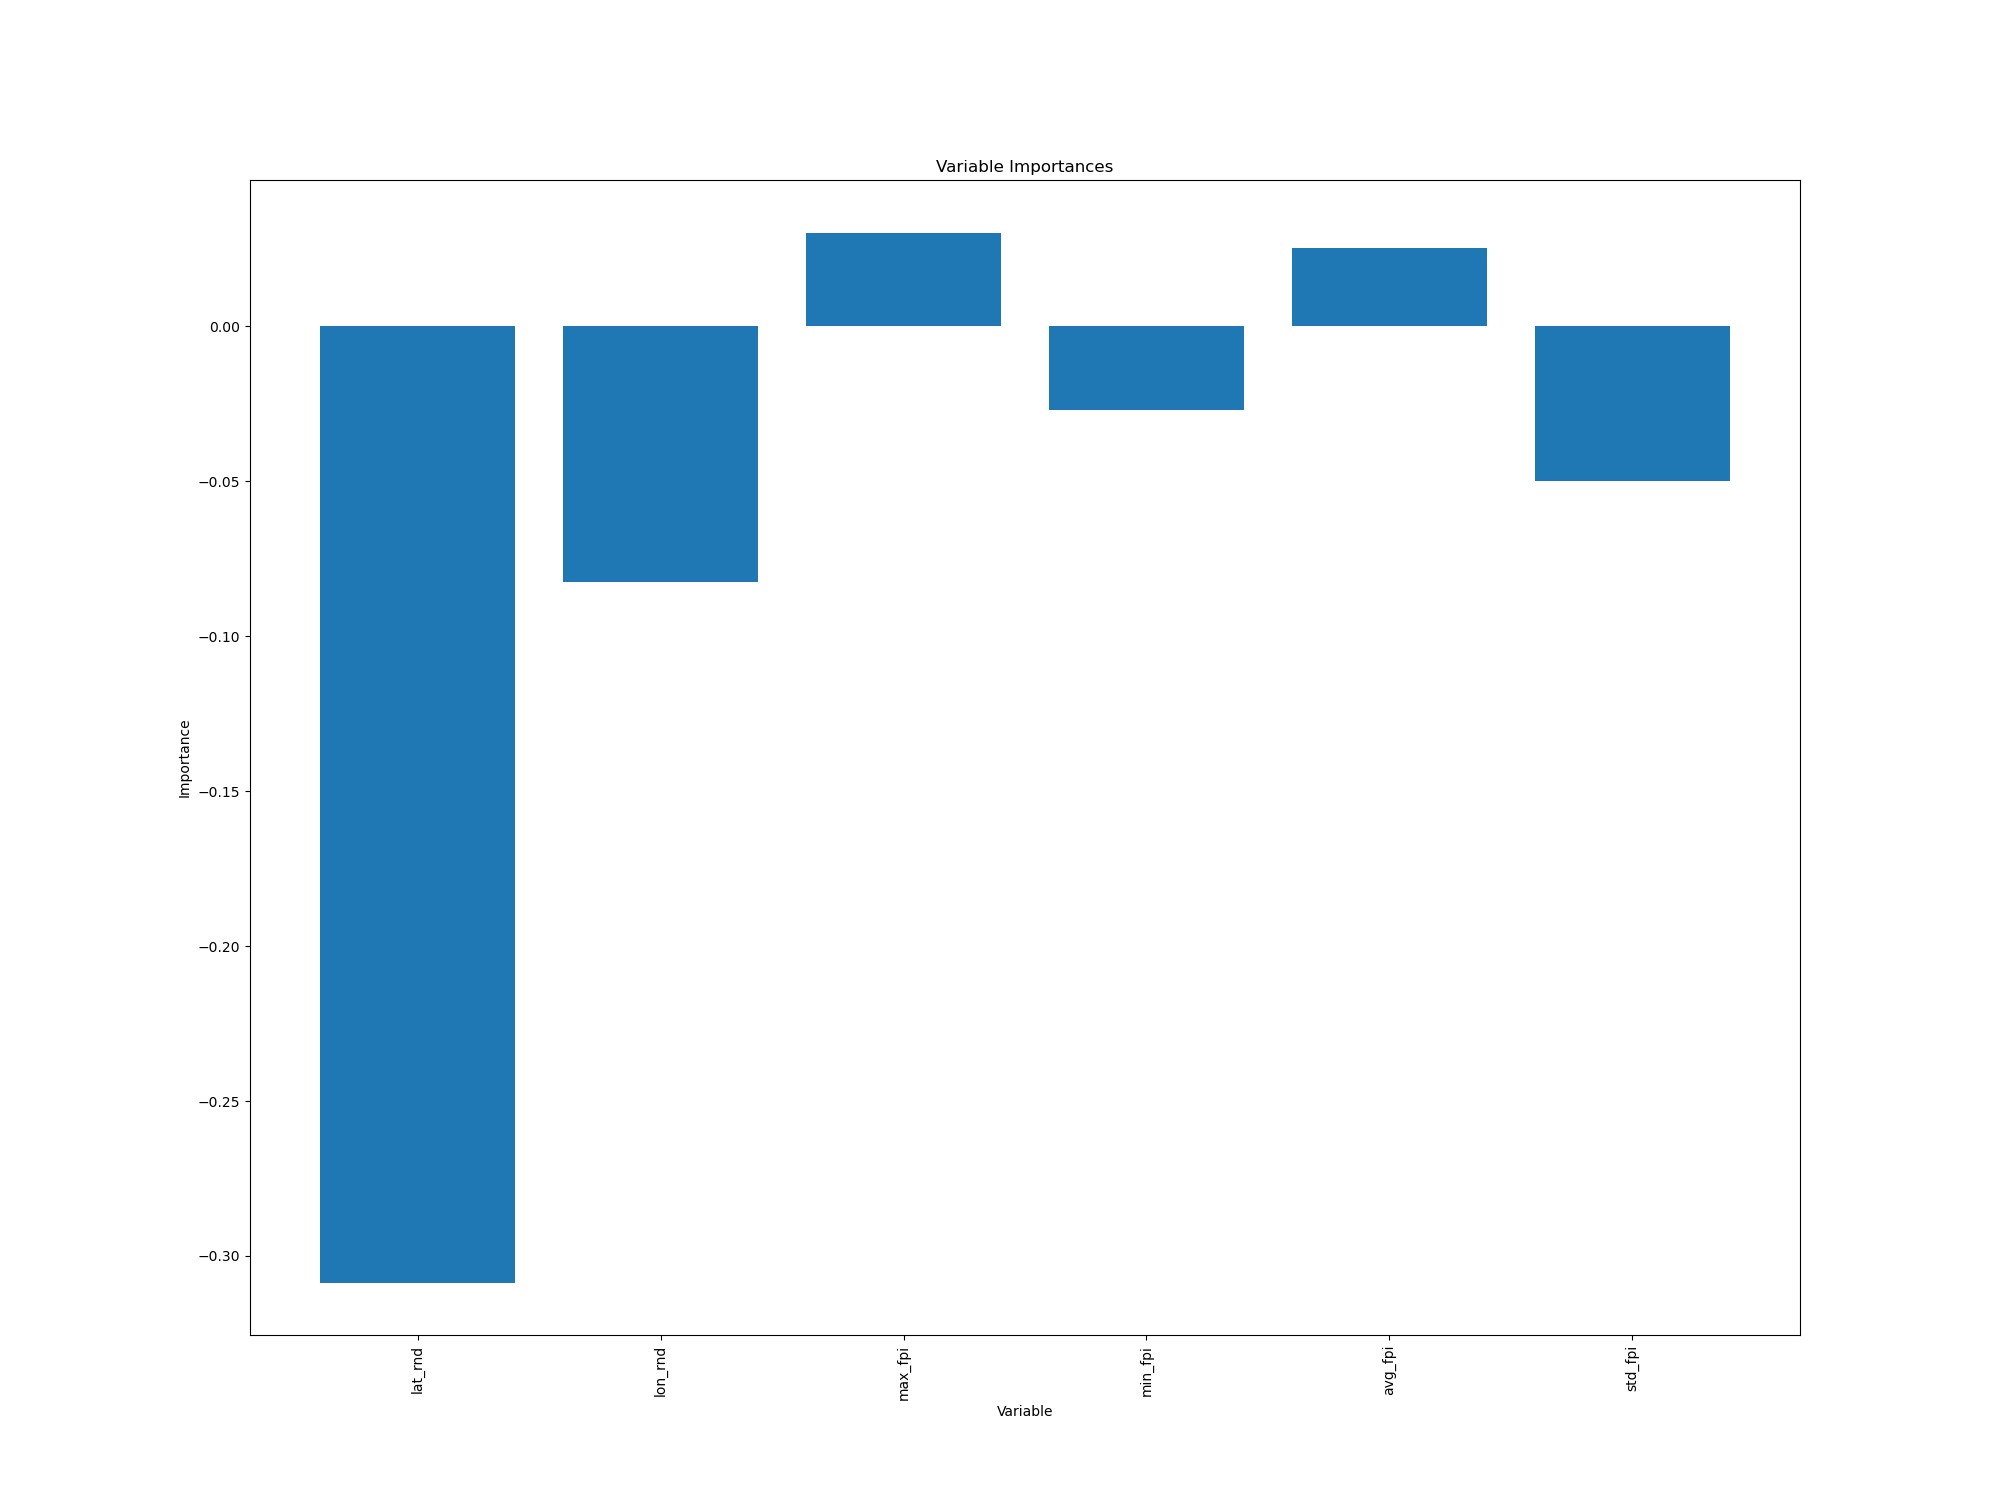 Variable Importances
0.00
−0.05
−0.10
−0.15
−0.20
−0.25
−0.30
Importance
lat_rnd
lon_rnd
max_fpi
min_fpi
avg_fpi
std_fpi
Variable